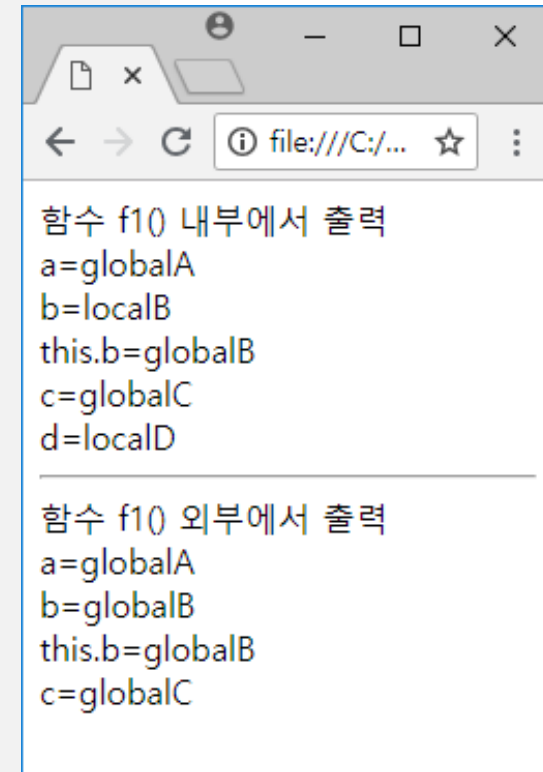 file:///C:/...
함수 f1() 내부에서 출력
a=globalA
b=localB
this.b=globalB
c=globalC
d=localD
함수 f1() 외부에서 출력
a=globalA
b=globalB
this.b=globalB
c=globalC